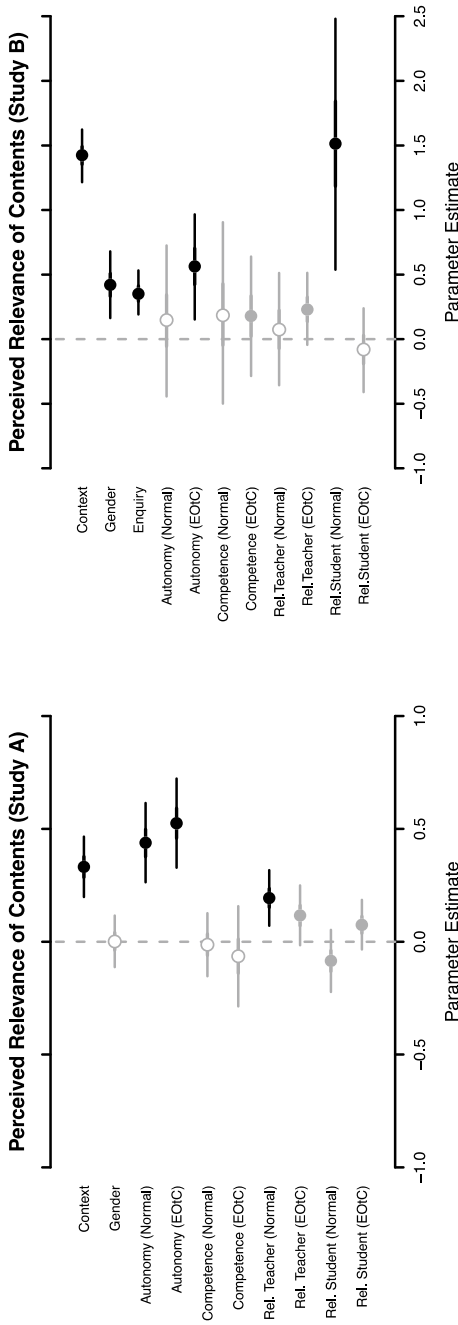 Perceived Relevance of Contents (Study A)
Context
Gender
Autonomy (Normal)
Autonomy (EOtC)
Competence (Normal)
Competence (EOtC)
Rel. Teacher (Normal)
Rel. Teacher (EOtC)
Rel. Student (Normal)
Rel. Student (EOtC)
−1.0 −0.5 0.0 0.5 1.0
Parameter Estimate
Perceived Relevance of Contents (Study B)
Context
Gender
Enquiry
Autonomy (Normal)
Autonomy (EOtC)
Competence (Normal)
Competence (EOtC)
Rel.Teacher (Normal)
Rel.Teacher (EOtC)
Rel.Student (Normal)
Rel.Student (EOtC)
−1.0 −0.5 0.0 0.5 1.0 1.5 2.0 2.5
Parameter Estimate